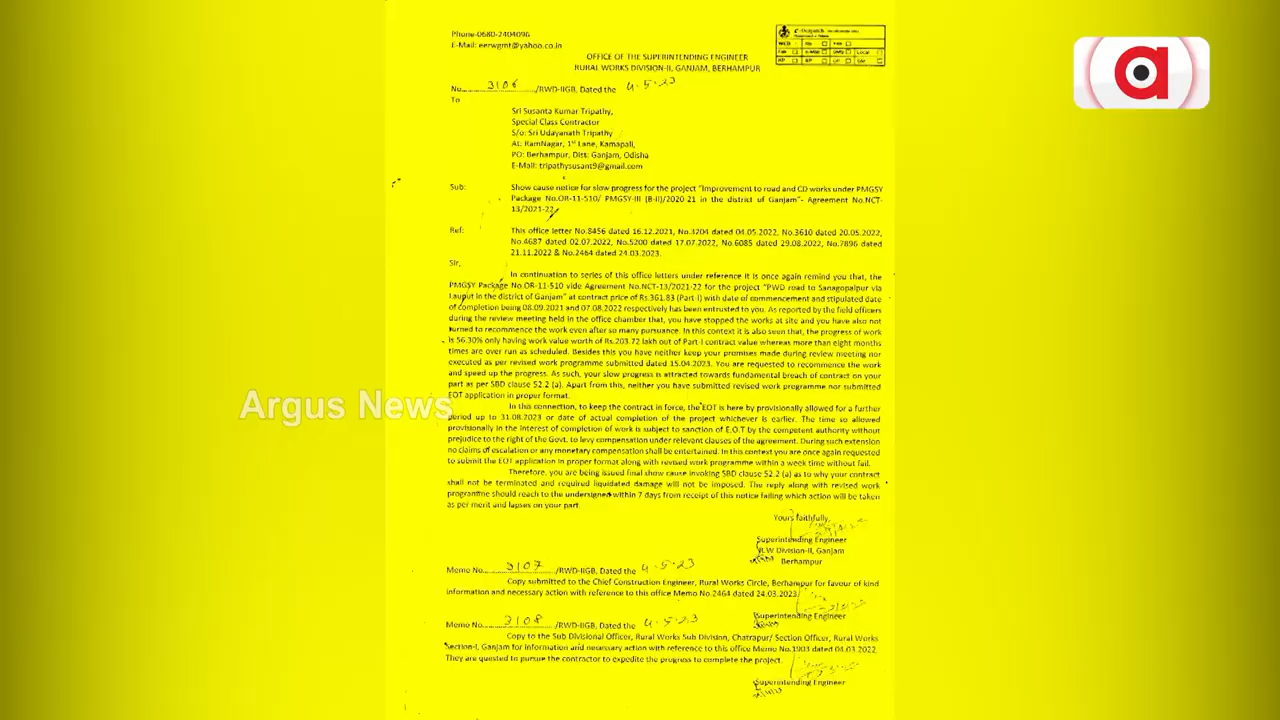 Phone-0680-2404096
E-Mail: eerwgmt@yahoo.co.in
OFFICE OF THE SUPERINTENDING ENGINEER
RURAL WORKS DIVISION-II, GANJAM, BERHAMPUR
No. 3106 /RWD-IIGB, Dated the 4.5.23
To
Sri Susanta Kumar Tripathy,
Special Class Contractor
S/o: Sri Udayanath Tripathy
At: RamNagar, 1st Lane, Kamapali,
PO: Berhampur, Dist: Ganjam, Odisha
E-Mail: tripathysusant9@gmail.com
Sub: Show cause notice for slow progress for the project "Improvement to road and CD works under PMGSY
Package No.OR-11-510/ PMGSY-III (B-II)/2020-21 in the district of Ganjam"- Agreement No.NCT-
13/2021-22
Ref: This office letter No.8456 dated 16.12.2021, No.3204 dated 04.05.2022, No.3610 dated 20.05.2022,
No.4687 dated 02.07.2022, No.5200 dated 17.07.2022, No.6085 dated 29.08.2022, No.7896 dated
21.11.2022 & No.2464 dated 24.03.2023.
Sir,
In continuation to series of this office letters under reference it is once again remind you that, the
PMGSY Package No.OR-11-510 vide Agreement No.NCT-13/2021-22 for the project "PWD road to Sanagopalpur via
Lauput in the district of Ganjam" at contract price of Rs.361.83 (Part-I) with date of commencement and stipulated date
of completion being 08.09.2021 and 07.08.2022 respectively has been entrusted to you. As reported by the field officers
during the review meeting held in the office chamber that, you have stopped the works at site and you have also not
turned to recommence the work even after so many pursuance. In this context it is also seen that, the progress of work
is 56.30% only having work value worth of Rs.203.72 lakh out of Part-I contract value whereas more than eight months
times are over run as scheduled. Besides this you have neither keep your promises made during review meeting nor
executed as per revised work programme submitted dated 15.04.2023. You are requested to recommence the work
and speed up the progress. As such, your slow progress is attracted towards fundamental breach of contract on your
part as per SBD clause 52.2 (a). Apart from this, neither you have submitted revised work programme nor submitted
EOT application in proper format.
In this connection, to keep the contract in force, the EOT is here by provisionally allowed for a further
period up to 31.08.2023 or date of actual completion of the project whichever is earlier. The time so allowed
provisionally in the interest of completion of work is subject to sanction of E.O.T by the competent authority without
prejudice to the right of the Govt. to levy compensation under relevant clauses of the agreement. During such extension
no claims of escalation or any monetary compensation shall be entertained. In this context you are once again requested
to submit the EOT application in proper format along with revised work programme within a week time without fail.
Therefore, you are being issued final show cause invoking SBD clause 52.2 (a) as to why your contract
shall not be terminated and required liquidated damage will not be imposed. The reply along with revised work
programme should reach to the undersigned within 7 days from receipt of this notice failing which action will be taken
as per merit and lapses on your part.
Yours faithfully,
Superintending Engineer
R.W Division-II, Ganjam
Berhampur
Memo No. 3107 /RWD-IIGB, Dated the 4.5.23
Copy submitted to the Chief Construction Engineer, Rural Works Circle, Berhampur for favour of kind
information and necessary action with reference to this office Memo No.2464 dated 24.03.2023.
Superintending Engineer
Memo No. 3108 /RWD-IIGB, Dated the 4.5.23
Copy to the Sub Divisional Officer, Rural Works Sub Division, Chatrapur/ Section Officer, Rural Works
Section-I, Ganjam for information and necessary action with reference to this office Memo No.1903 dated 08.03.2022.
They are quested to pursue the contractor to expedite the progress to complete the project.
Superintending Engineer
Argus News
a